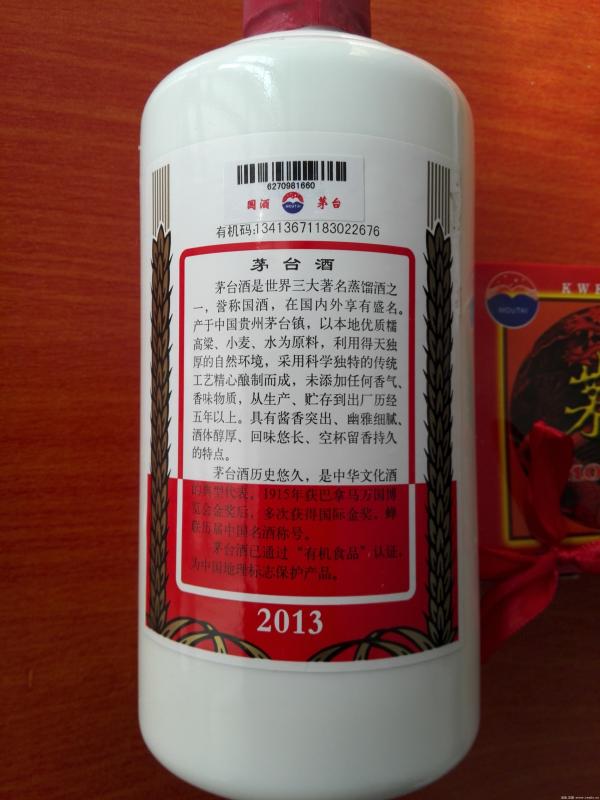 6270981660
国酒 MOUTAI 茅台
有机码:13413671183022676
茅台酒
茅台酒是世界三大著名蒸馏酒之
一，誉称国酒，在国内外享有盛名。
产于中国贵州茅台镇，以本地优质糯
高粱、小麦、水为原料，利用得天独
厚的自然环境，采用科学独特的传统
工艺精心酿制而成，未添加任何香气、
香味物质，从生产、贮存到出厂历经
五年以上。具有酱香突出、幽雅细腻、
酒体醇厚、回味悠长、空杯留香持久
的特点。
茅台酒历史悠久，是中华文化酒
的典型代表。1915年获巴拿马万国博
览会金奖后，多次获得国际金奖。蝉
联历届中国名酒称号。
茅台酒已通过“有机食品”认证，
为中国地理标志保护产品。
2013
MOUTAI
KWE
茅
MO